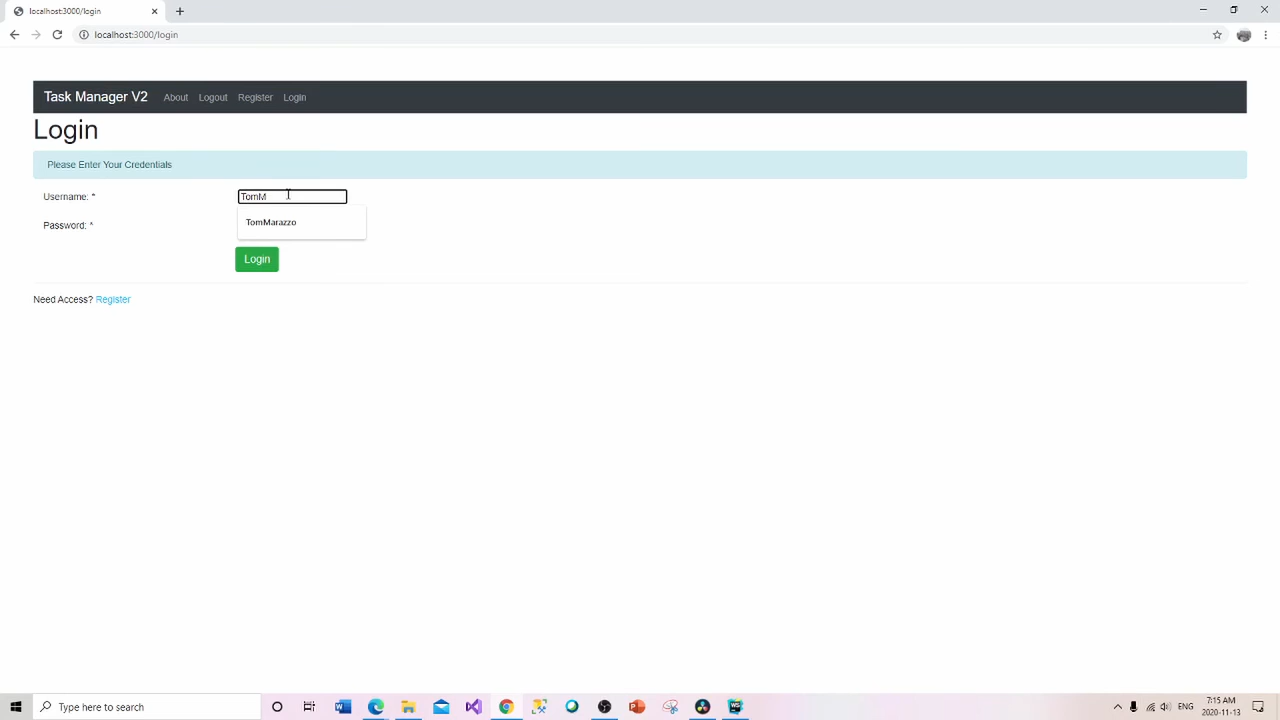 localhost:3000/login
localhost:3000/login
Task Manager V2 About Logout Register Login
Login
Please Enter Your Credentials
Username: * TomM
TomMarazzo
Password: *
Login
Need Access? Register
Type here to search
ENG
7:15 AM
2020-11-13